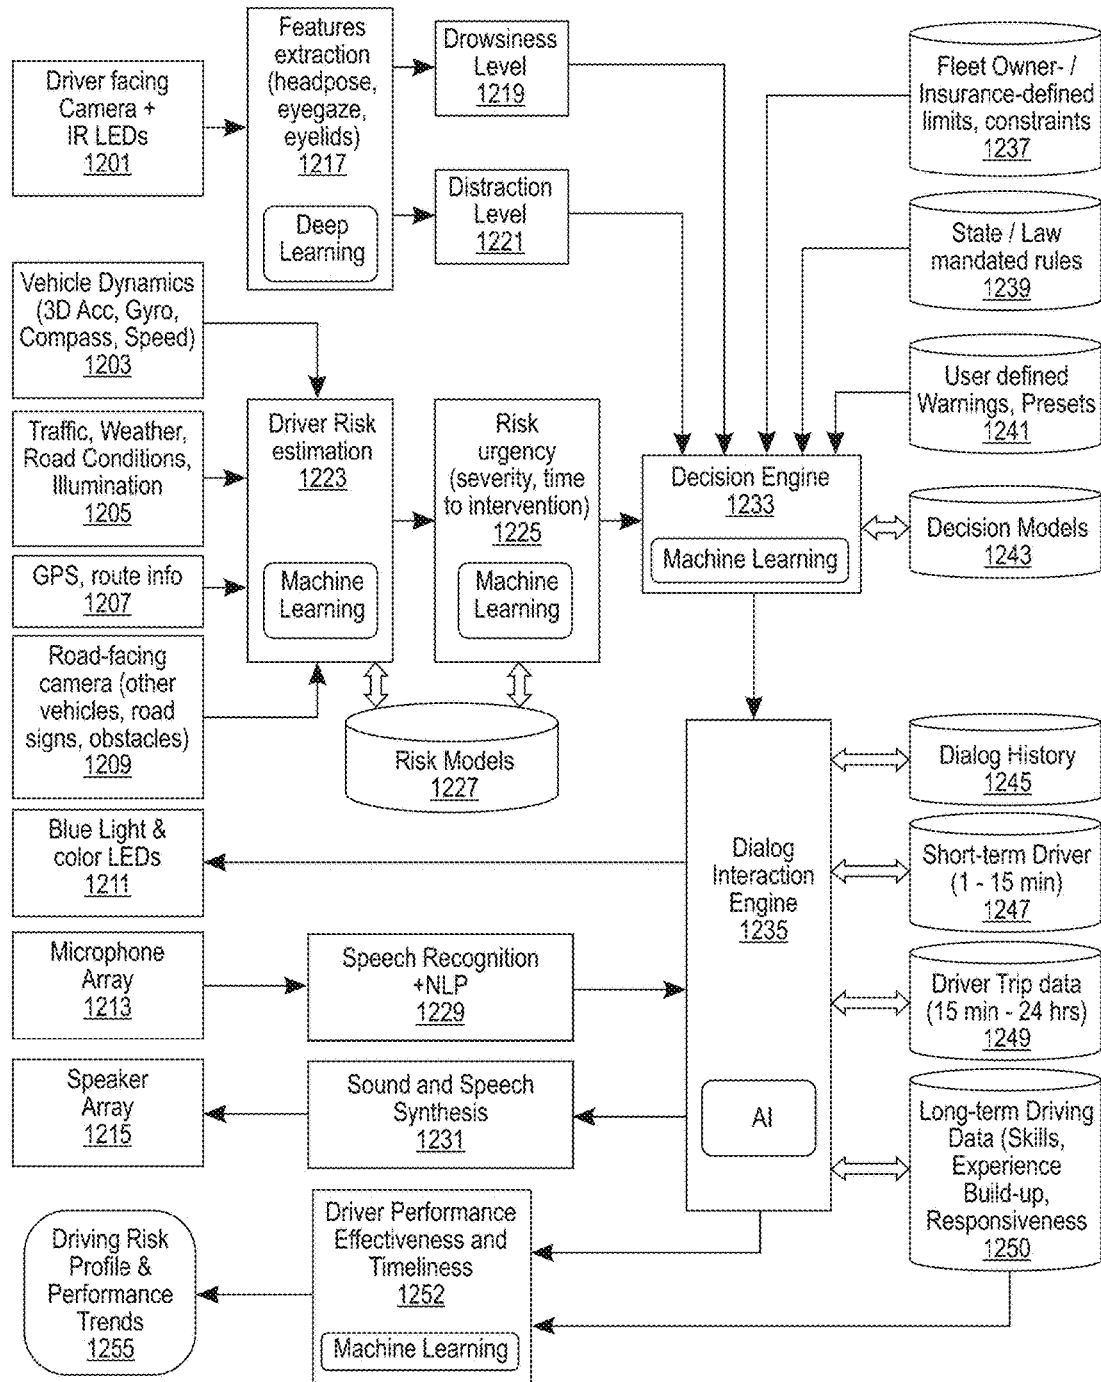 Driver facing
Camera +
IR LEDs
1201
Features
extraction
(headpose,
eyegaze,
eyelids)
1217
Deep
Learning
Drowsiness
Level
1219
Distraction
Level
1221
Fleet Owner- /
Insurance-defined
limits, constraints
1237
State / Law
mandated rules
1239
User defined
Warnings, Presets
1241
Vehicle Dynamics
(3D Acc, Gyro,
Compass, Speed)
1203
Traffic, Weather,
Road Conditions,
Illumination
1205
GPS, route info
1207
Road-facing
camera (other
vehicles, road
signs, obstacles)
1209
Driver Risk
estimation
1223
Machine
Learning
Risk
urgency
(severity, time
to intervention)
1225
Machine
Learning
Risk Models
1227
Decision Engine
1233
Machine Learning
Decision Models
1243
Blue Light &
color LEDs
1211
Microphone
Array
1213
Speech Recognition
+NLP
1229
Speaker
Array
1215
Sound and Speech
Synthesis
1231
Dialog
Interaction
Engine
1235
AI
Dialog History
1245
Short-term Driver
(1 - 15 min)
1247
Driver Trip data
(15 min - 24 hrs)
1249
Long-term Driving
Data (Skills,
Experience
Build-up,
Responsiveness
1250
Driving Risk
Profile &
Performance
Trends
1255
Driver Performance
Effectiveness and
Timeliness
1252
Machine Learning